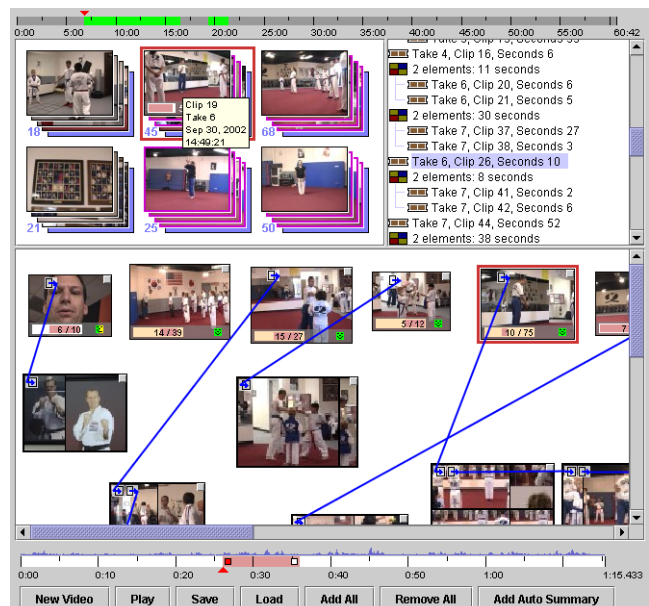 0:00 5:00 10:00 15:00 20:00 25:00 30:00 35:00 40:00 45:00 50:00 55:00 60:42
18
45
68
Clip 19
Take 6
Sep 30, 2002
14:49:21
21
25
50
Take 4, Clip 16, Seconds 6
2 elements: 11 seconds
Take 6, Clip 20, Seconds 6
Take 6, Clip 21, Seconds 5
2 elements: 30 seconds
Take 7, Clip 37, Seconds 27
Take 7, Clip 38, Seconds 3
Take 6, Clip 26, Seconds 10
2 elements: 8 seconds
Take 7, Clip 41, Seconds 2
Take 7, Clip 42, Seconds 6
Take 7, Clip 44, Seconds 52
2 elements: 38 seconds
6 / 10
14 / 39
15 / 27
5 / 12
10 / 75
7
0:00 0:10 0:20 0:30 0:40 0:50 1:00 1:15.433
New Video Play Save Load Add All Remove All Add Auto Summary